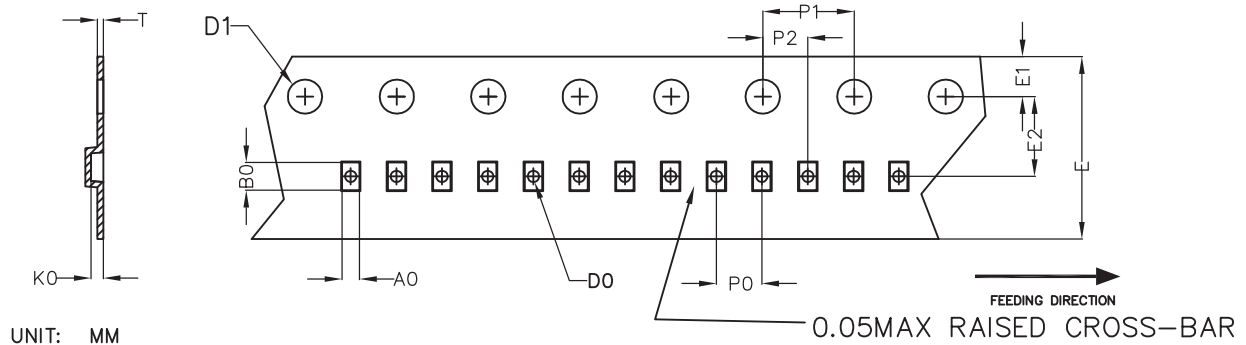 T
D1
P1
P2
E1
E2
E
B0
K0
A0
D0
P0
FEEDING DIRECTION
0.05MAX RAISED CROSS-BAR
UNIT: MM